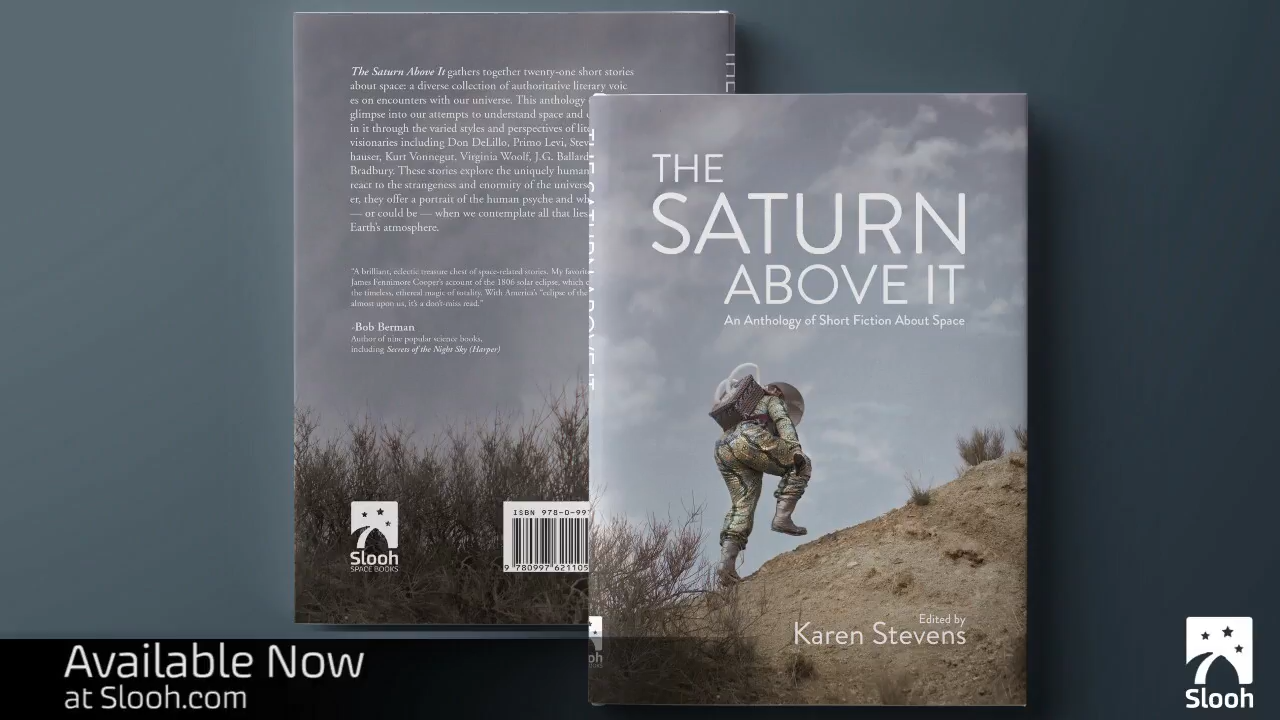 The Saturn Above It gathers together twenty-one short stories
about space: a diverse collection of authoritative literary voic
es on encounters with our universe. This anthology
glimpse into our attempts to understand space and
in it through the varied styles and perspectives of
visionaries including Don DeLillo, Primo Levi,
hauser, Kurt Vonnegut, Virginia Woolf, J.G. Ballard
Bradbury. These stories explore the uniquely human
react to the strangeness and enormity of the
er, they offer a portrait of the human psyche and
— or could be — when we contemplate all that lies
Earth's atmosphere.
"A brilliant, eclectic treasure chest of space-related stories. My
James Fennimore Cooper's account of the 1806 solar eclipse, which
the timeless, ethereal magic of totality. With America's "eclipse of the
almost upon us, it's a don't-miss read."
-Bob Berman
Author of nine popular science books,
including Secrets of the Night Sky (Harper)
Slooh
SPACE BOOKS
ISBN 978-0-99
9 780997 621105
THE SATURN ABOVE IT
THE
SATURN
ABOVE IT
An Anthology of Short Fiction About Space
Edited by
Karen Stevens
Available Now
at Slooh.com
Slooh